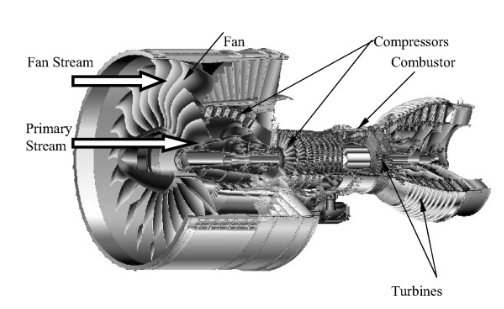 Fan
Compressors
Fan Stream
Combustor
Primary
Stream
Turbines